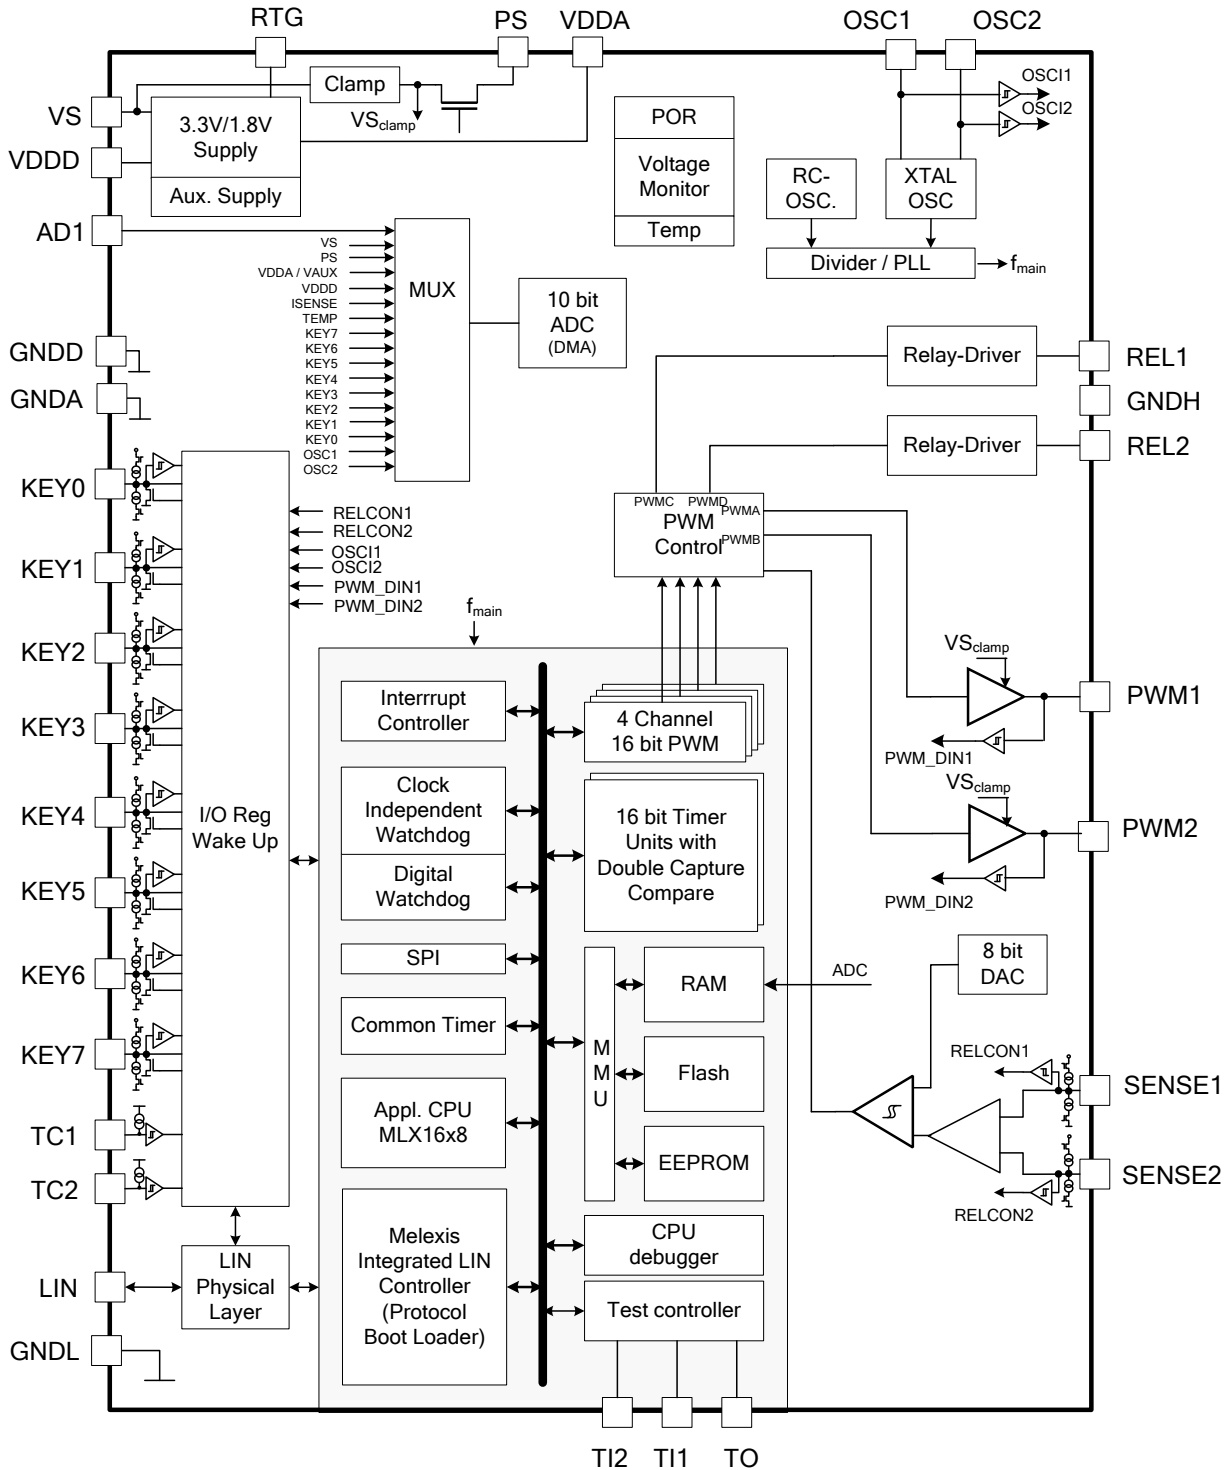 RTG
PS
VDDA
OSC1
OSC2
VS
Clamp
VSclamp
3.3V/1.8V
Supply
Aux. Supply
VDDD
POR
Voltage
Monitor
Temp
OSCI1
OSCI2
RC-
OSC.
XTAL
OSC
Divider / PLL
fmain
AD1
VS
PS
VDDA / VAUX
VDDD
ISENSE
TEMP
KEY7
KEY6
KEY5
KEY4
KEY3
KEY2
KEY1
KEY0
OSC1
OSC2
MUX
10 bit
ADC
(DMA)
GNDD
GNDA
Relay-Driver
REL1
GNDH
Relay-Driver
REL2
KEY0
KEY1
KEY2
KEY3
KEY4
KEY5
KEY6
KEY7
TC1
TC2
LIN
GNDL
I/O Reg
Wake Up
RELCON1
RELCON2
OSCI1
OSCI2
PWM_DIN1
PWM_DIN2
PWMC
PWMD
PWMA
PWMB
PWM
Control
fmain
Interrrupt
Controller
4 Channel
16 bit PWM
Clock
Independent
Watchdog
Digital
Watchdog
16 bit Timer
Units with
Double Capture
Compare
SPI
Common Timer
Appl. CPU
MLX16x8
MMU
RAM
Flash
EEPROM
ADC
Melexis
Integrated LIN
Controller
(Protocol
Boot Loader)
CPU
debugger
Test controller
LIN
Physical
Layer
VSclamp
PWM1
PWM_DIN1
VSclamp
PWM2
PWM_DIN2
8 bit
DAC
RELCON1
SENSE1
SENSE2
RELCON2
TI2
TI1
TO